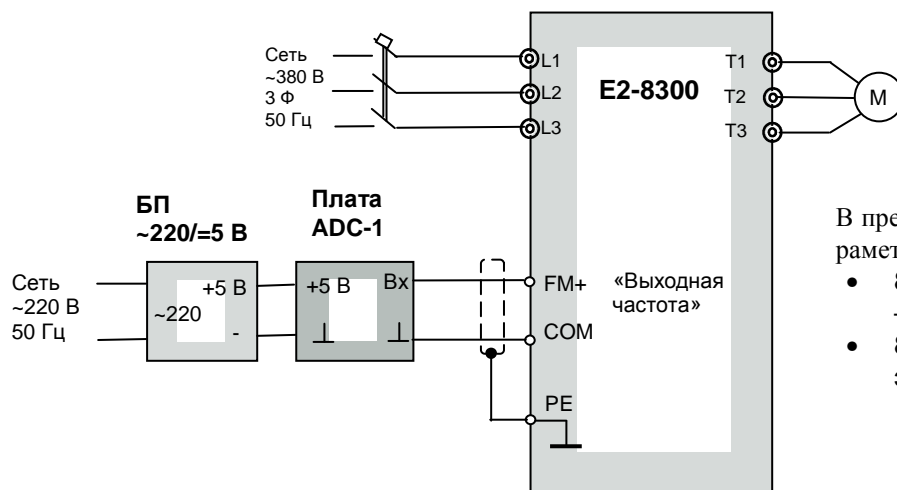 Сеть
~380 В
3 Ф
50 Гц
L1
L2
L3
E2-8300
T1
T2
T3
М
БП
~220/=5 В
Плата
ADC-1
Сеть
~220 В
50 Гц
~220
+5 В
-
+5 В
Вх
FM+
COM
PE
«Выходная
частота»
В пре
рамет
• 8
-
• 8
э